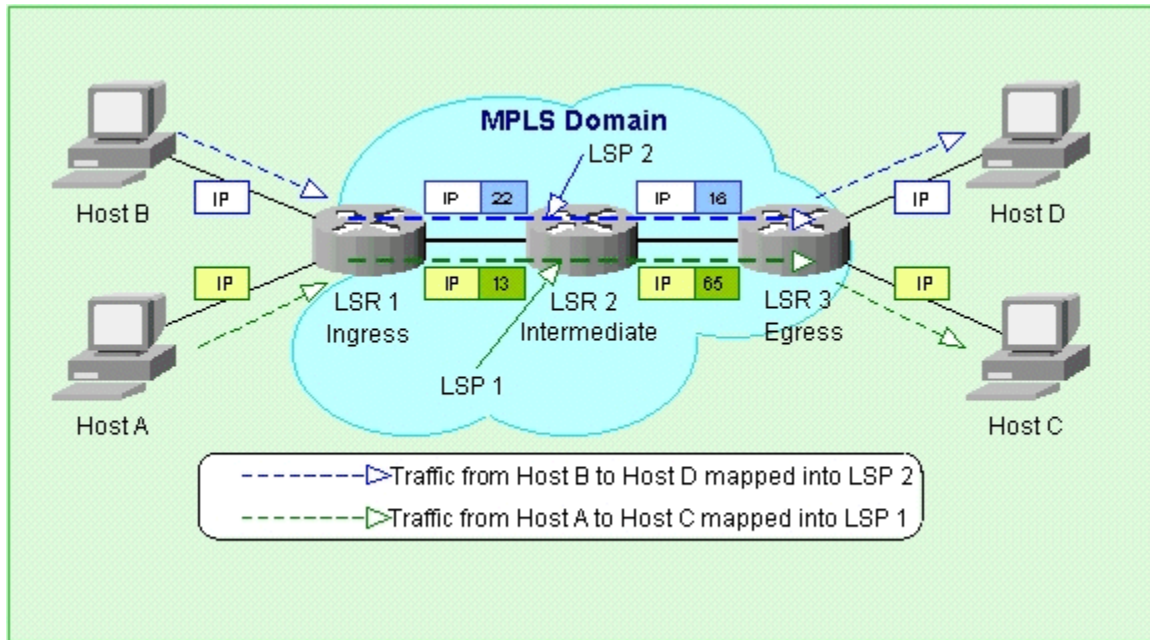 MPLS Domain
LSP 2
IP
IP 22
IP 16
IP
Host B
Host D
IP
IP 13
IP 65
IP
LSR 1
Ingress
LSR 2
Intermediate
LSR 3
Egress
LSP 1
Host A
Host C
Traffic from Host B to Host D mapped into LSP 2
Traffic from Host A to Host C mapped into LSP 1